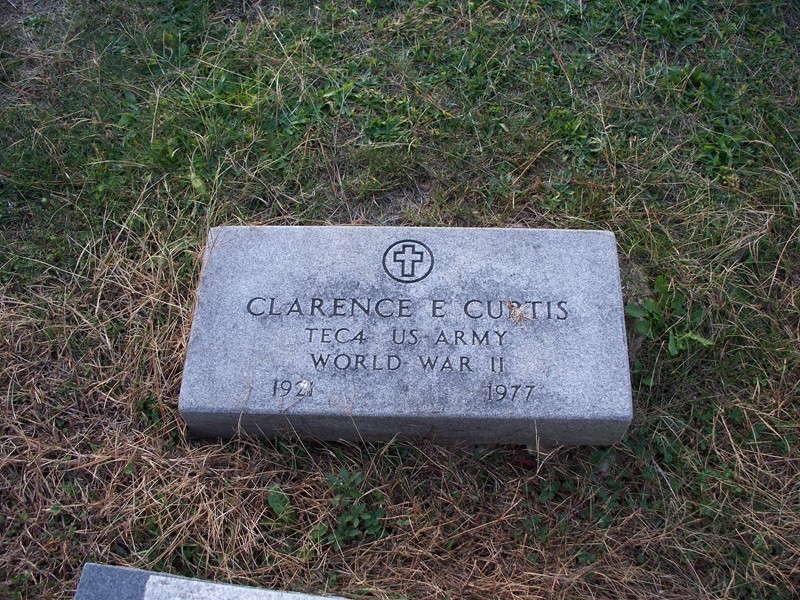 CLARENCE E CURTIS
TEC4 US ARMY
WORLD WAR II
1921 1977